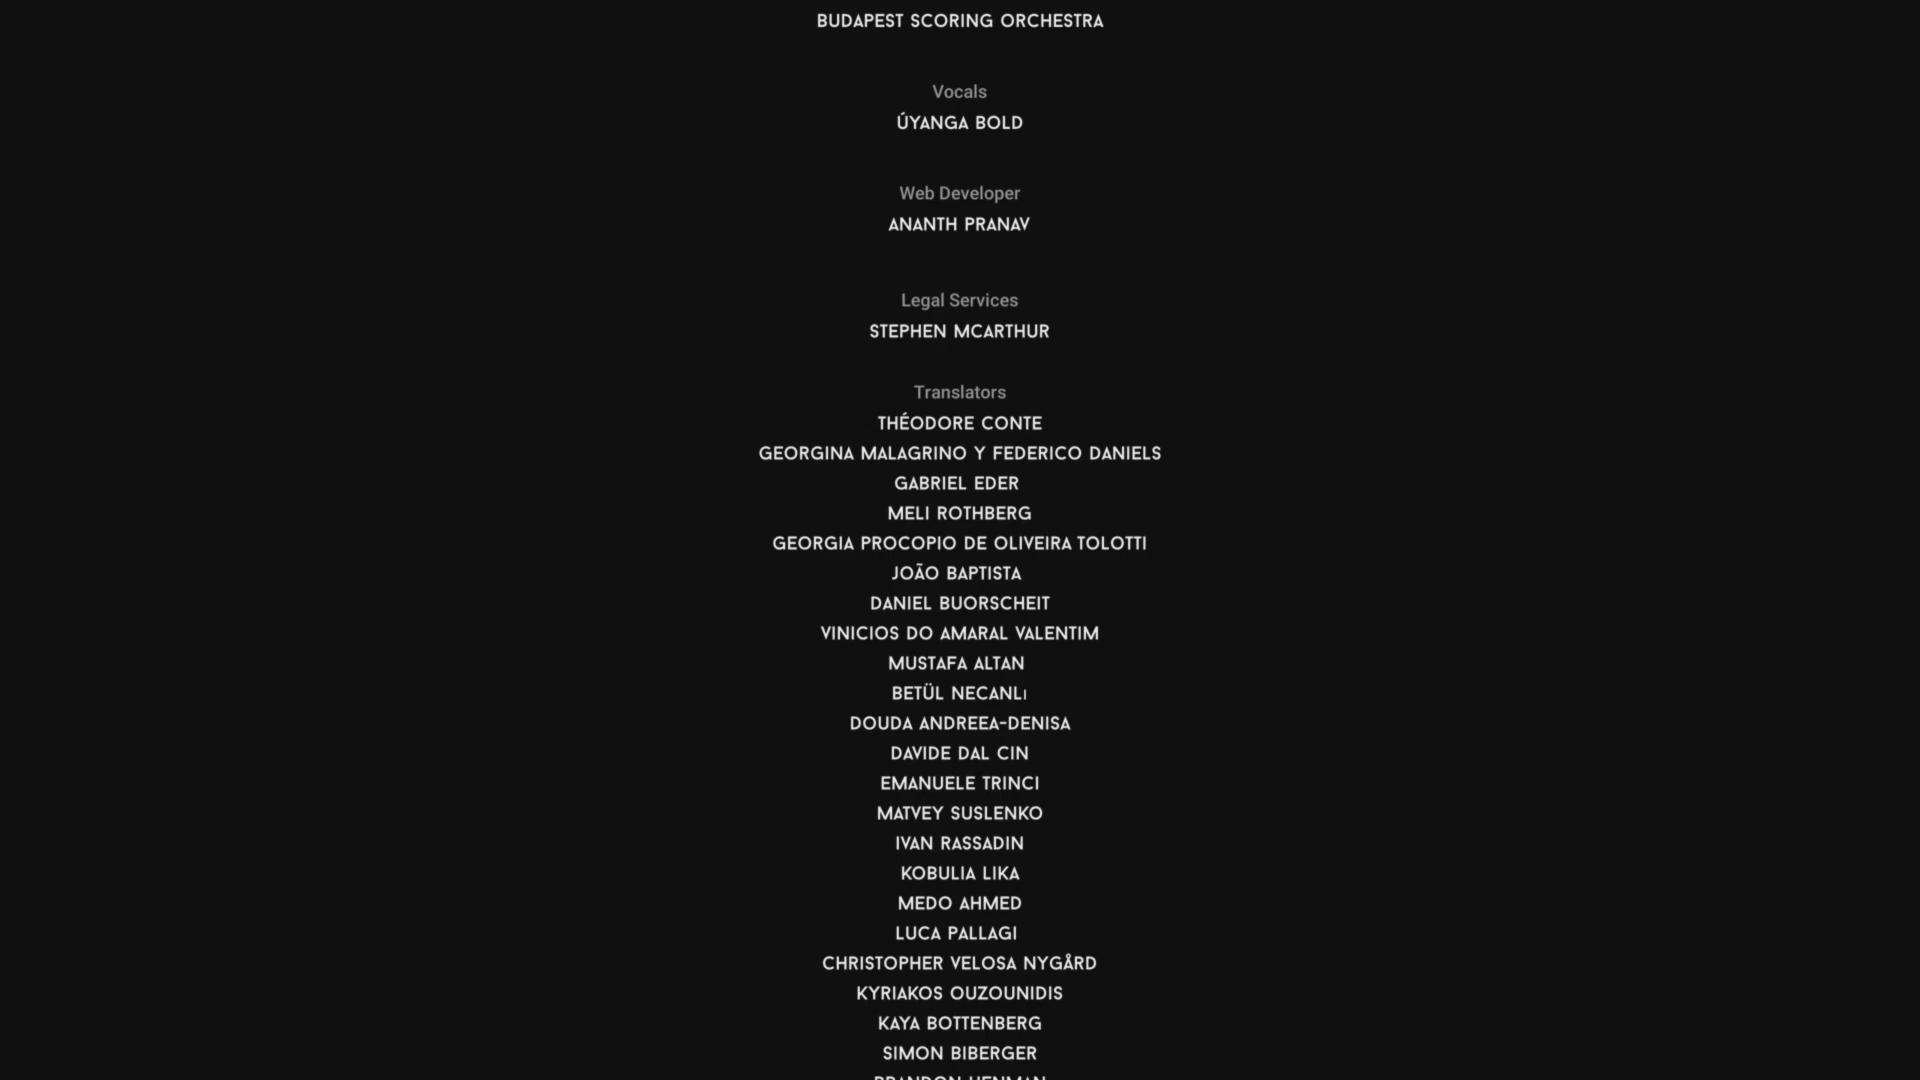 BUDAPEST SCORING ORCHESTRA
Vocals
ÚYANGA BOLD
Web Developer
ANANTH PRANAV
Legal Services
STEPHEN MCARTHUR
Translators
THÉODORE CONTE
GEORGINA MALAGRINO Y FEDERICO DANIELS
GABRIEL EDER
MELI ROTHBERG
GEORGIA PROCOPIO DE OLIVEIRA TOLOTTI
JOÃO BAPTISTA
DANIEL BUORSCHEIT
VINICIOS DO AMARAL VALENTIM
MUSTAFA ALTAN
BETÜL NECANLı
DOUDA ANDREEA-DENISA
DAVIDE DAL CIN
EMANUELE TRINCI
MATVEY SUSLENKO
IVAN RASSADIN
KOBULIA LIKA
MEDO AHMED
LUCA PALLAGI
CHRISTOPHER VELOSA NYGÅRD
KYRIAKOS OUZOUNIDIS
KAYA BOTTENBERG
SIMON BIBERGER
BRANDON HENMAN